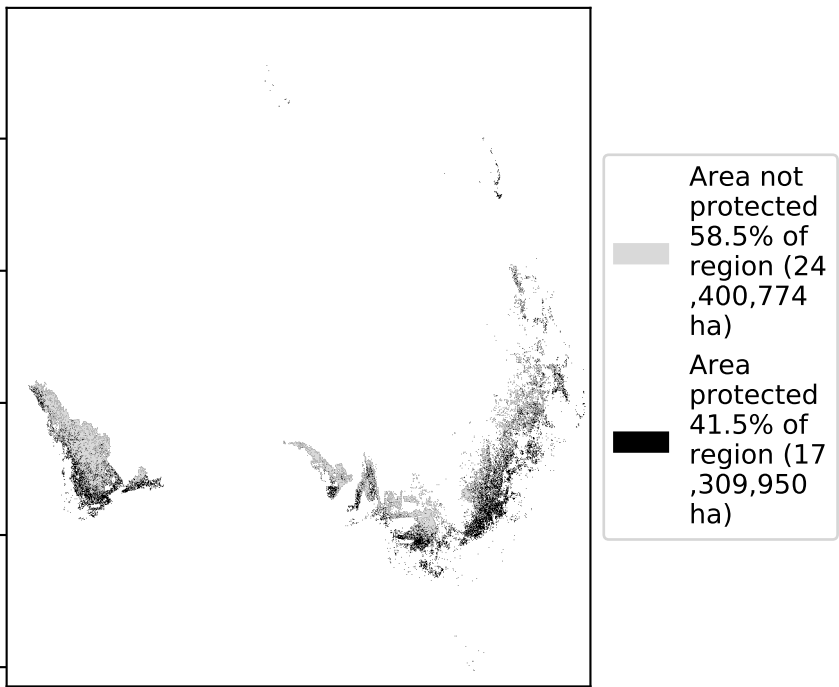 Area not
protected
58.5% of
region (24
,400,774
ha)
Area
protected
41.5% of
region (17
,309,950
ha)